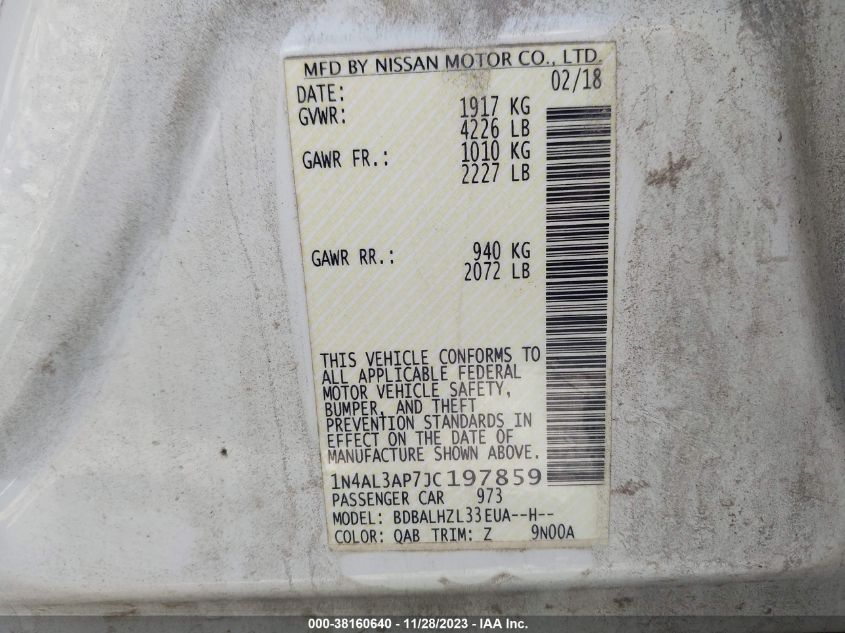 MFD BY NISSAN MOTOR CO., LTD.
DATE: 02/18
GVWR: 1917 KG
4226 LB
GAWR FR.: 1010 KG
2227 LB
GAWR RR.: 940 KG
2072 LB
THIS VEHICLE CONFORMS TO
ALL APPLICABLE FEDERAL
MOTOR VEHICLE SAFETY,
BUMPER, AND THEFT
PREVENTION STANDARDS IN
EFFECT ON THE DATE OF
MANUFACTURE SHOWN ABOVE.
1N4AL3AP7JC197859
PASSENGER CAR 973
MODEL: BDBALHZL33EUA--H--
COLOR: QAB TRIM: Z 9N00A
000-38160640 - 11/28/2023 - IAA Inc.